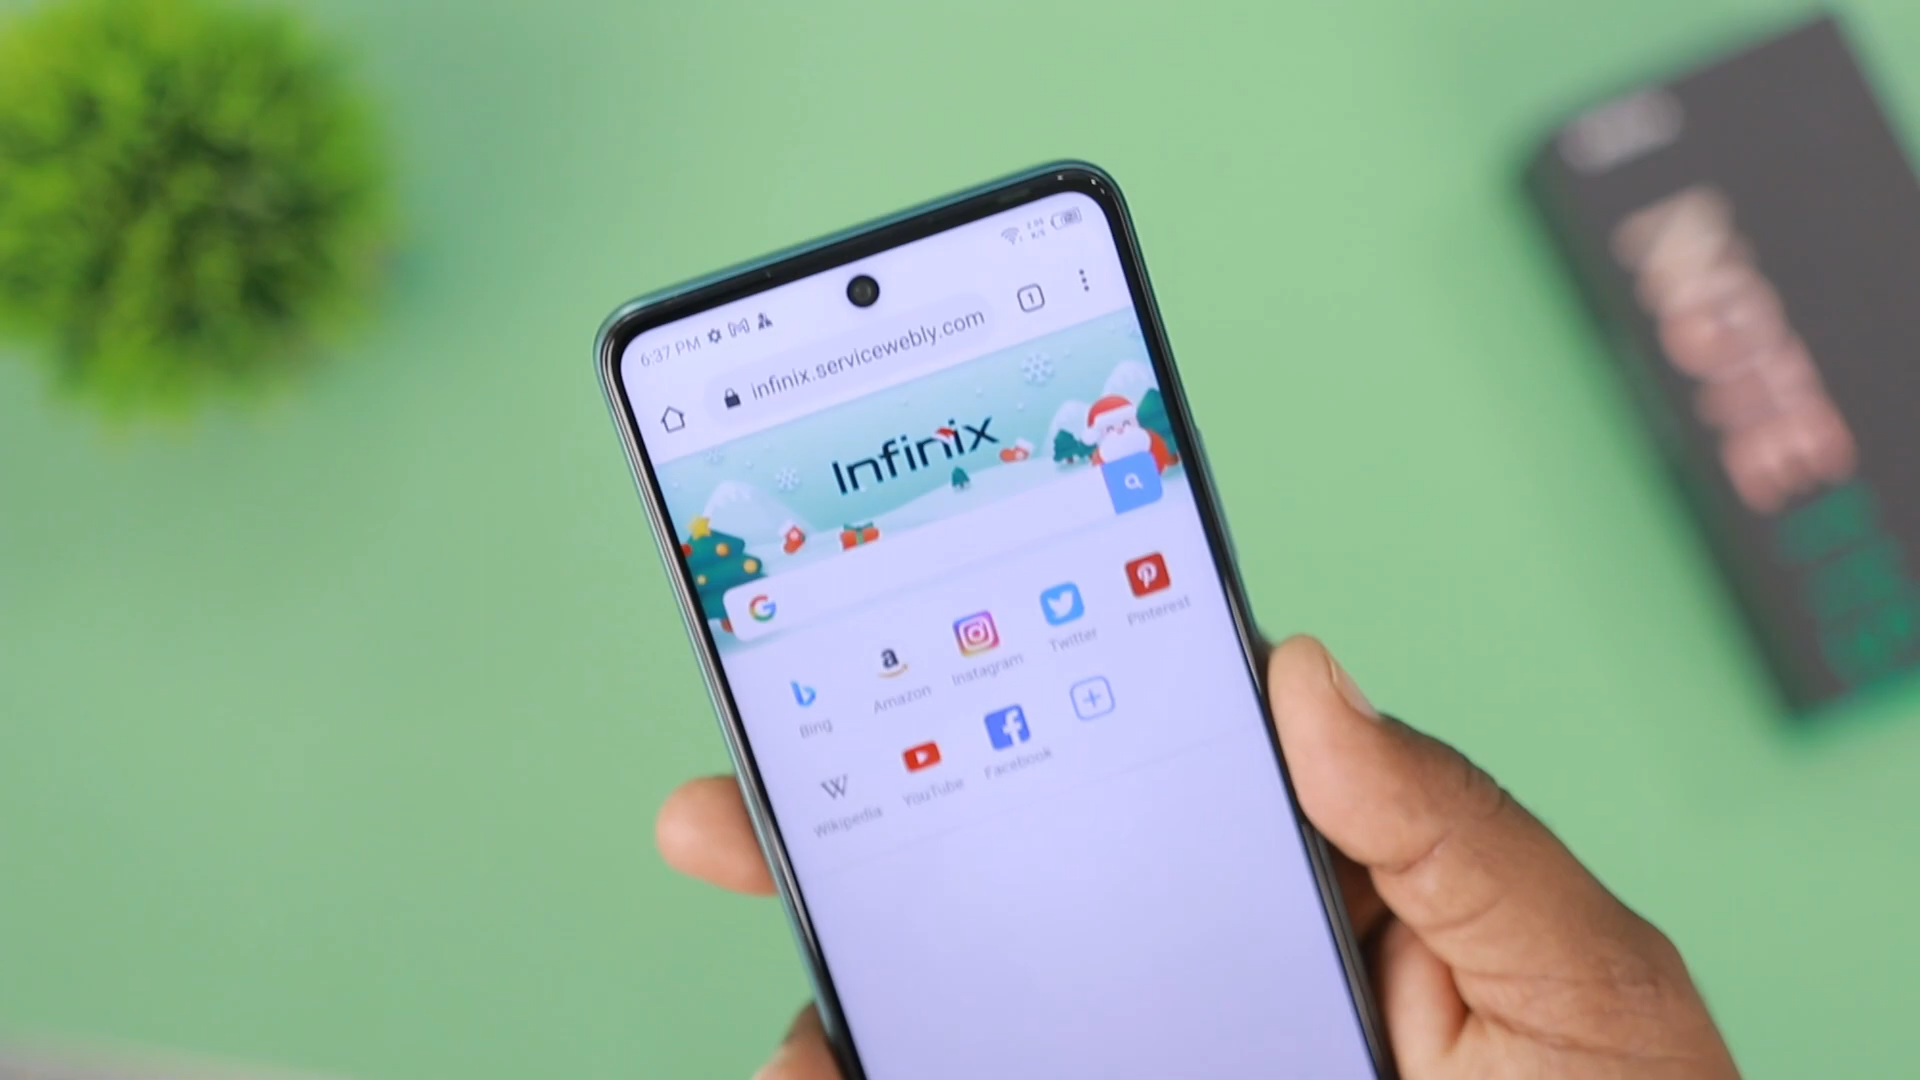 6:37 PM
infinix.servicewebly.com
1
Infinix
G
Bing
a
Amazon
Instagram
Twitter
Pinterest
W
Wikipedia
YouTube
Facebook